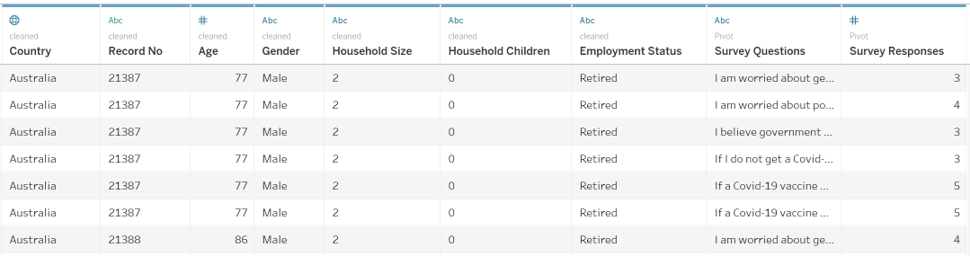 Abc Abc Abc Abc Abc Abc
cleaned cleaned cleaned cleaned cleaned cleaned cleaned Pivot Pivot
Country Record No Age Gender Household Size Household Children Employment Status Survey Questions Survey Responses
Australia 21387 77 Male 2 0 Retired I am worried about ge... 3
Australia 21387 77 Male 2 0 Retired I am worried about po... 4
Australia 21387 77 Male 2 0 Retired I believe government ... 3
Australia 21387 77 Male 2 0 Retired If I do not get a Covid-... 3
Australia 21387 77 Male 2 0 Retired If a Covid-19 vaccine ... 5
Australia 21387 77 Male 2 0 Retired If a Covid-19 vaccine ... 5
Australia 21388 86 Male 2 0 Retired I am worried about ge... 4